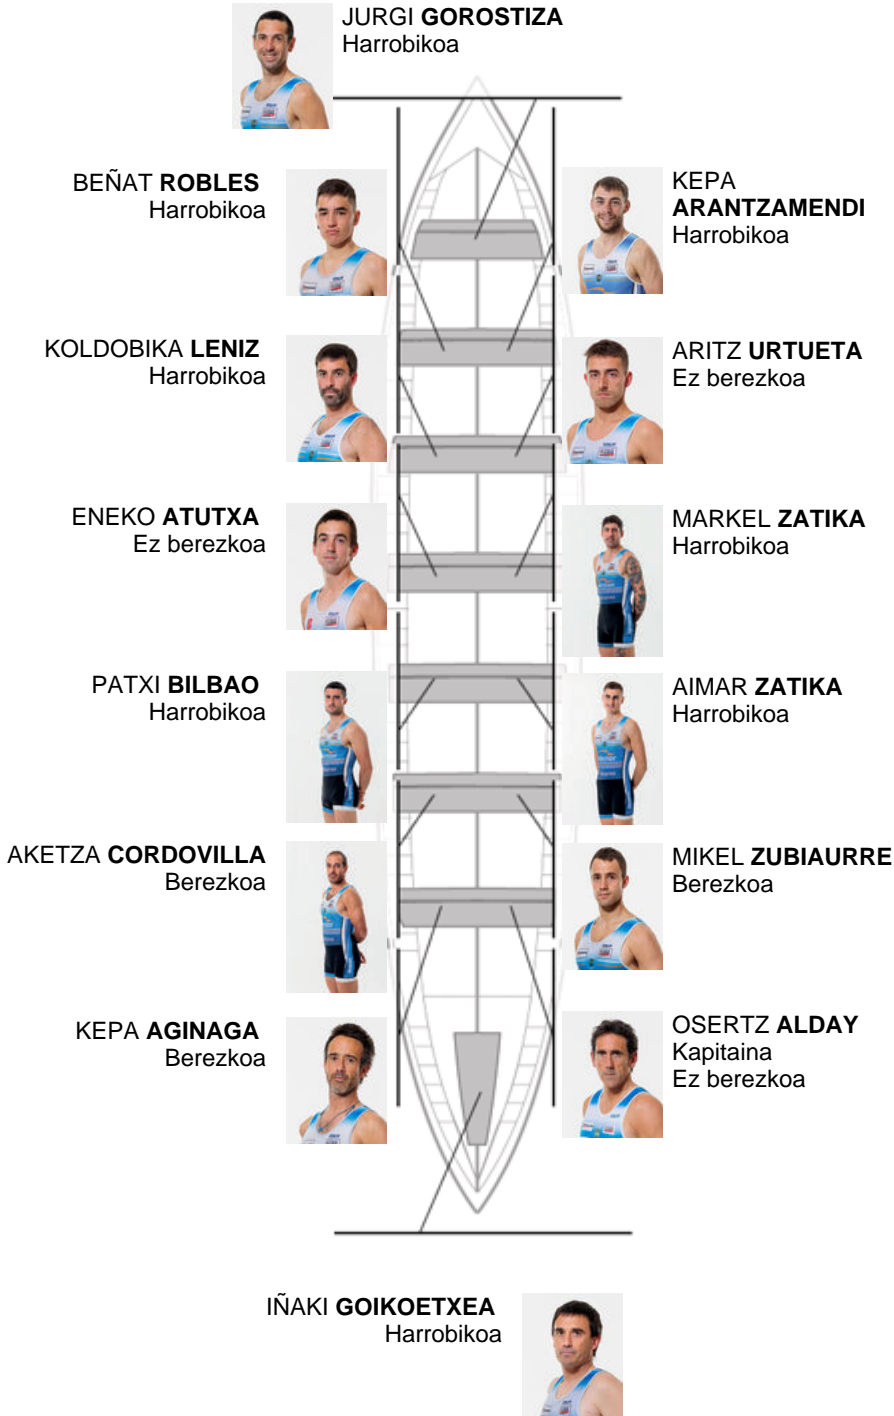 JURGI GOROSTIZA
Harrobikoa
BEÑAT ROBLES
Harrobikoa
KEPA
ARANTZAMENDI
Harrobikoa
KOLDOBIKA LENIZ
Harrobikoa
ARITZ URTUETA
Ez berezkoa
ENEKO ATUTXA
Ez berezkoa
MARKEL ZATIKA
Harrobikoa
PATXI BILBAO
Harrobikoa
AIMAR ZATIKA
Harrobikoa
AKETZA CORDOVILLA
Berezkoa
MIKEL ZUBIAURRE
Berezkoa
KEPA AGINAGA
Berezkoa
OSERTZ ALDAY
Kapitaina
Ez berezkoa
IÑAKI GOIKOETXEA
Harrobikoa